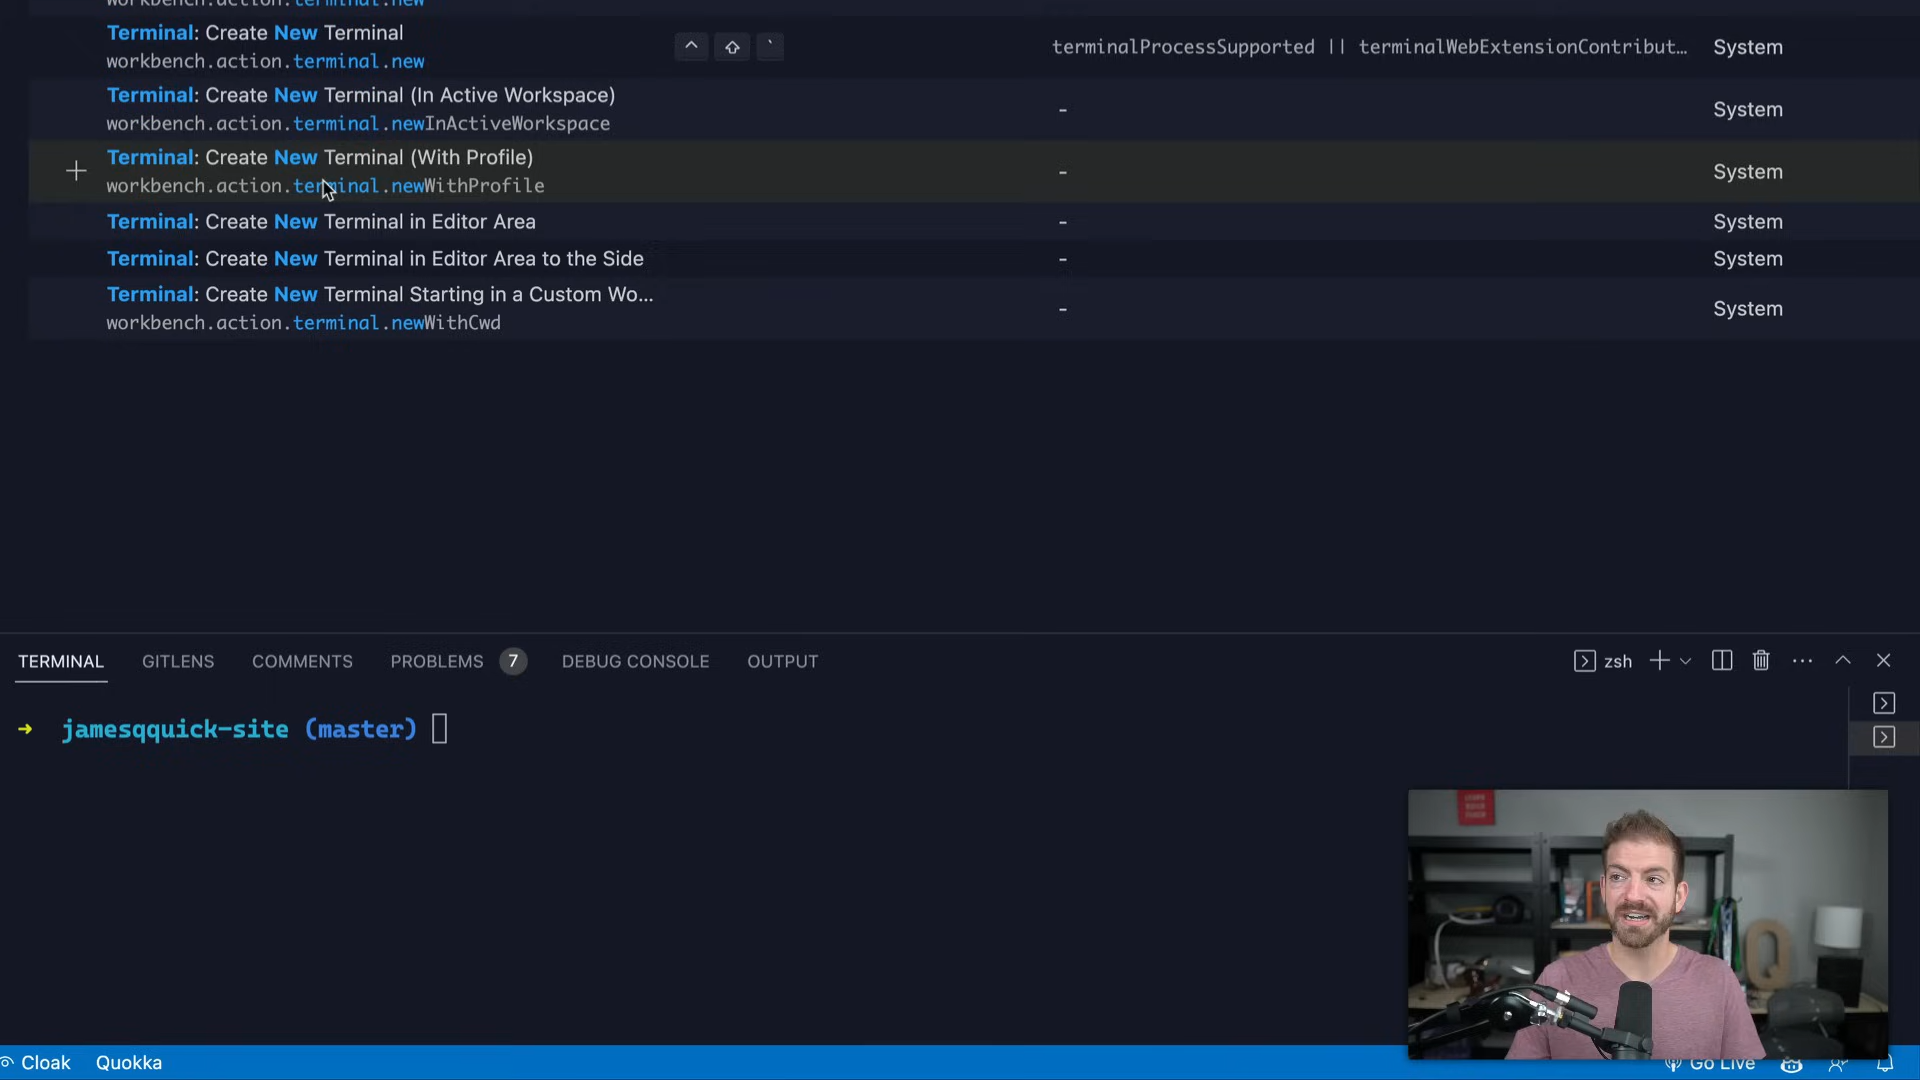 workbench.action.terminal.new
Terminal: Create New Terminal
workbench.action.terminal.new
^ ⇧ `
terminalProcessSupported || terminalWebExtensionContribut…
System
Terminal: Create New Terminal (In Active Workspace)
workbench.action.terminal.newInActiveWorkspace
-
System
Terminal: Create New Terminal (With Profile)
workbench.action.terminal.newWithProfile
-
System
Terminal: Create New Terminal in Editor Area
-
System
Terminal: Create New Terminal in Editor Area to the Side
-
System
Terminal: Create New Terminal Starting in a Custom Wo...
workbench.action.terminal.newWithCwd
-
System
TERMINAL GITLENS COMMENTS PROBLEMS 7 DEBUG CONSOLE OUTPUT
zsh
➜ jamesqquick-site (master)
Cloak Quokka
Go Live